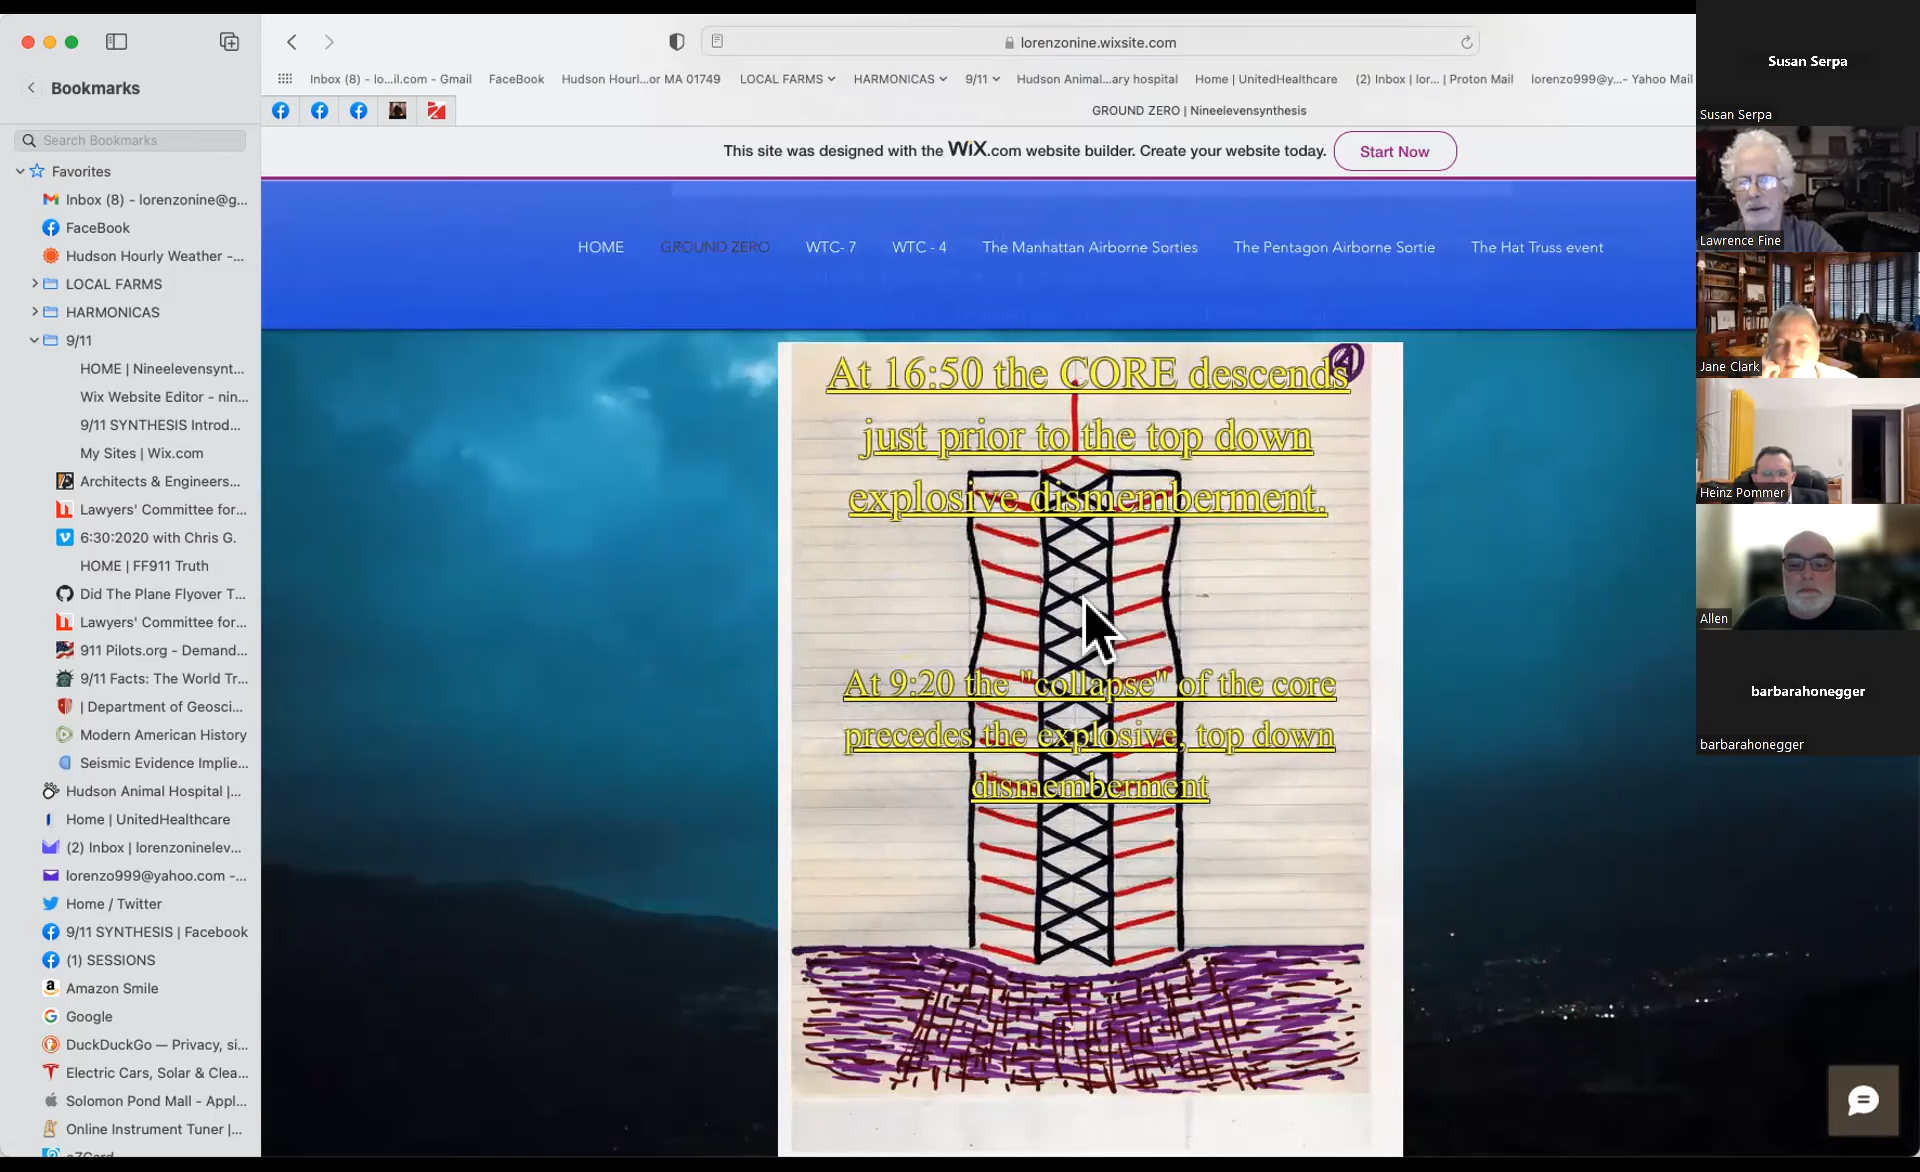 lorenzonine.wixsite.com
Bookmarks
Inbox (8) - lo...il.com - Gmail
FaceBook
Hudson Hourl...or MA 01749
LOCAL FARMS
HARMONICAS
9/11
Hudson Animal...ary hospital
Home | UnitedHealthcare
(2) Inbox | lor... | Proton Mail
lorenzo999@y...- Yahoo Mail
GROUND ZERO | Nineelevensynthesis
Search Bookmarks
This site was designed with the WiX.com website builder. Create your website today.
Start Now
Favorites
Inbox (8) - lorenzonine@g...
FaceBook
Hudson Hourly Weather -...
LOCAL FARMS
HARMONICAS
9/11
HOME | Nineelevensynt...
Wix Website Editor - nin...
9/11 SYNTHESIS Introd...
My Sites | Wix.com
Architects & Engineers...
Lawyers' Committee for...
6:30:2020 with Chris G.
HOME | FF911 Truth
Did The Plane Flyover T...
Lawyers' Committee for...
911 Pilots.org - Demand...
9/11 Facts: The World Tr...
| Department of Geosci...
Modern American History
Seismic Evidence Implie...
Hudson Animal Hospital |...
Home | UnitedHealthcare
(2) Inbox | lorenzoninelev...
lorenzo999@yahoo.com -...
Home / Twitter
9/11 SYNTHESIS | Facebook
(1) SESSIONS
Amazon Smile
Google
DuckDuckGo — Privacy, si...
Electric Cars, Solar & Clea...
Solomon Pond Mall - Appl...
Online Instrument Tuner |...
HOME
GROUND ZERO
WTC- 7
WTC - 4
The Manhattan Airborne Sorties
The Pentagon Airborne Sortie
The Hat Truss event
At 16:50 the CORE descends
just prior to the top down
explosive dismemberment.
At 9:20 the "collapse" of the core
precedes the explosive, top down
dismemberment
Susan Serpa
Susan Serpa
Lawrence Fine
Jane Clark
Heinz Pommer
Allen
barbarahonegger
barbarahonegger